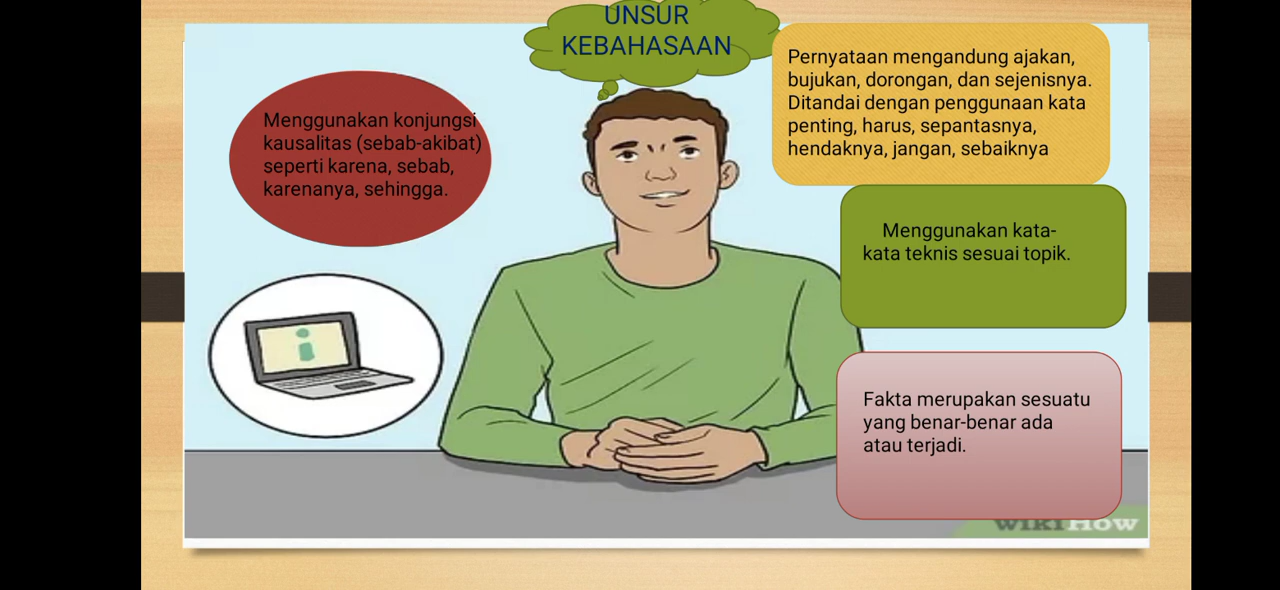 UNSUR
KEBAHASAAN
Menggunakan konjungsi
kausalitas (sebab-akibat)
seperti karena, sebab,
karenanya, sehingga.
Pernyataan mengandung ajakan,
bujukan, dorongan, dan sejenisnya.
Ditandai dengan penggunaan kata
penting, harus, sepantasnya,
hendaknya, jangan, sebaiknya
Menggunakan kata-
kata teknis sesuai topik.
Fakta merupakan sesuatu
yang benar-benar ada
atau terjadi.
wikiHow